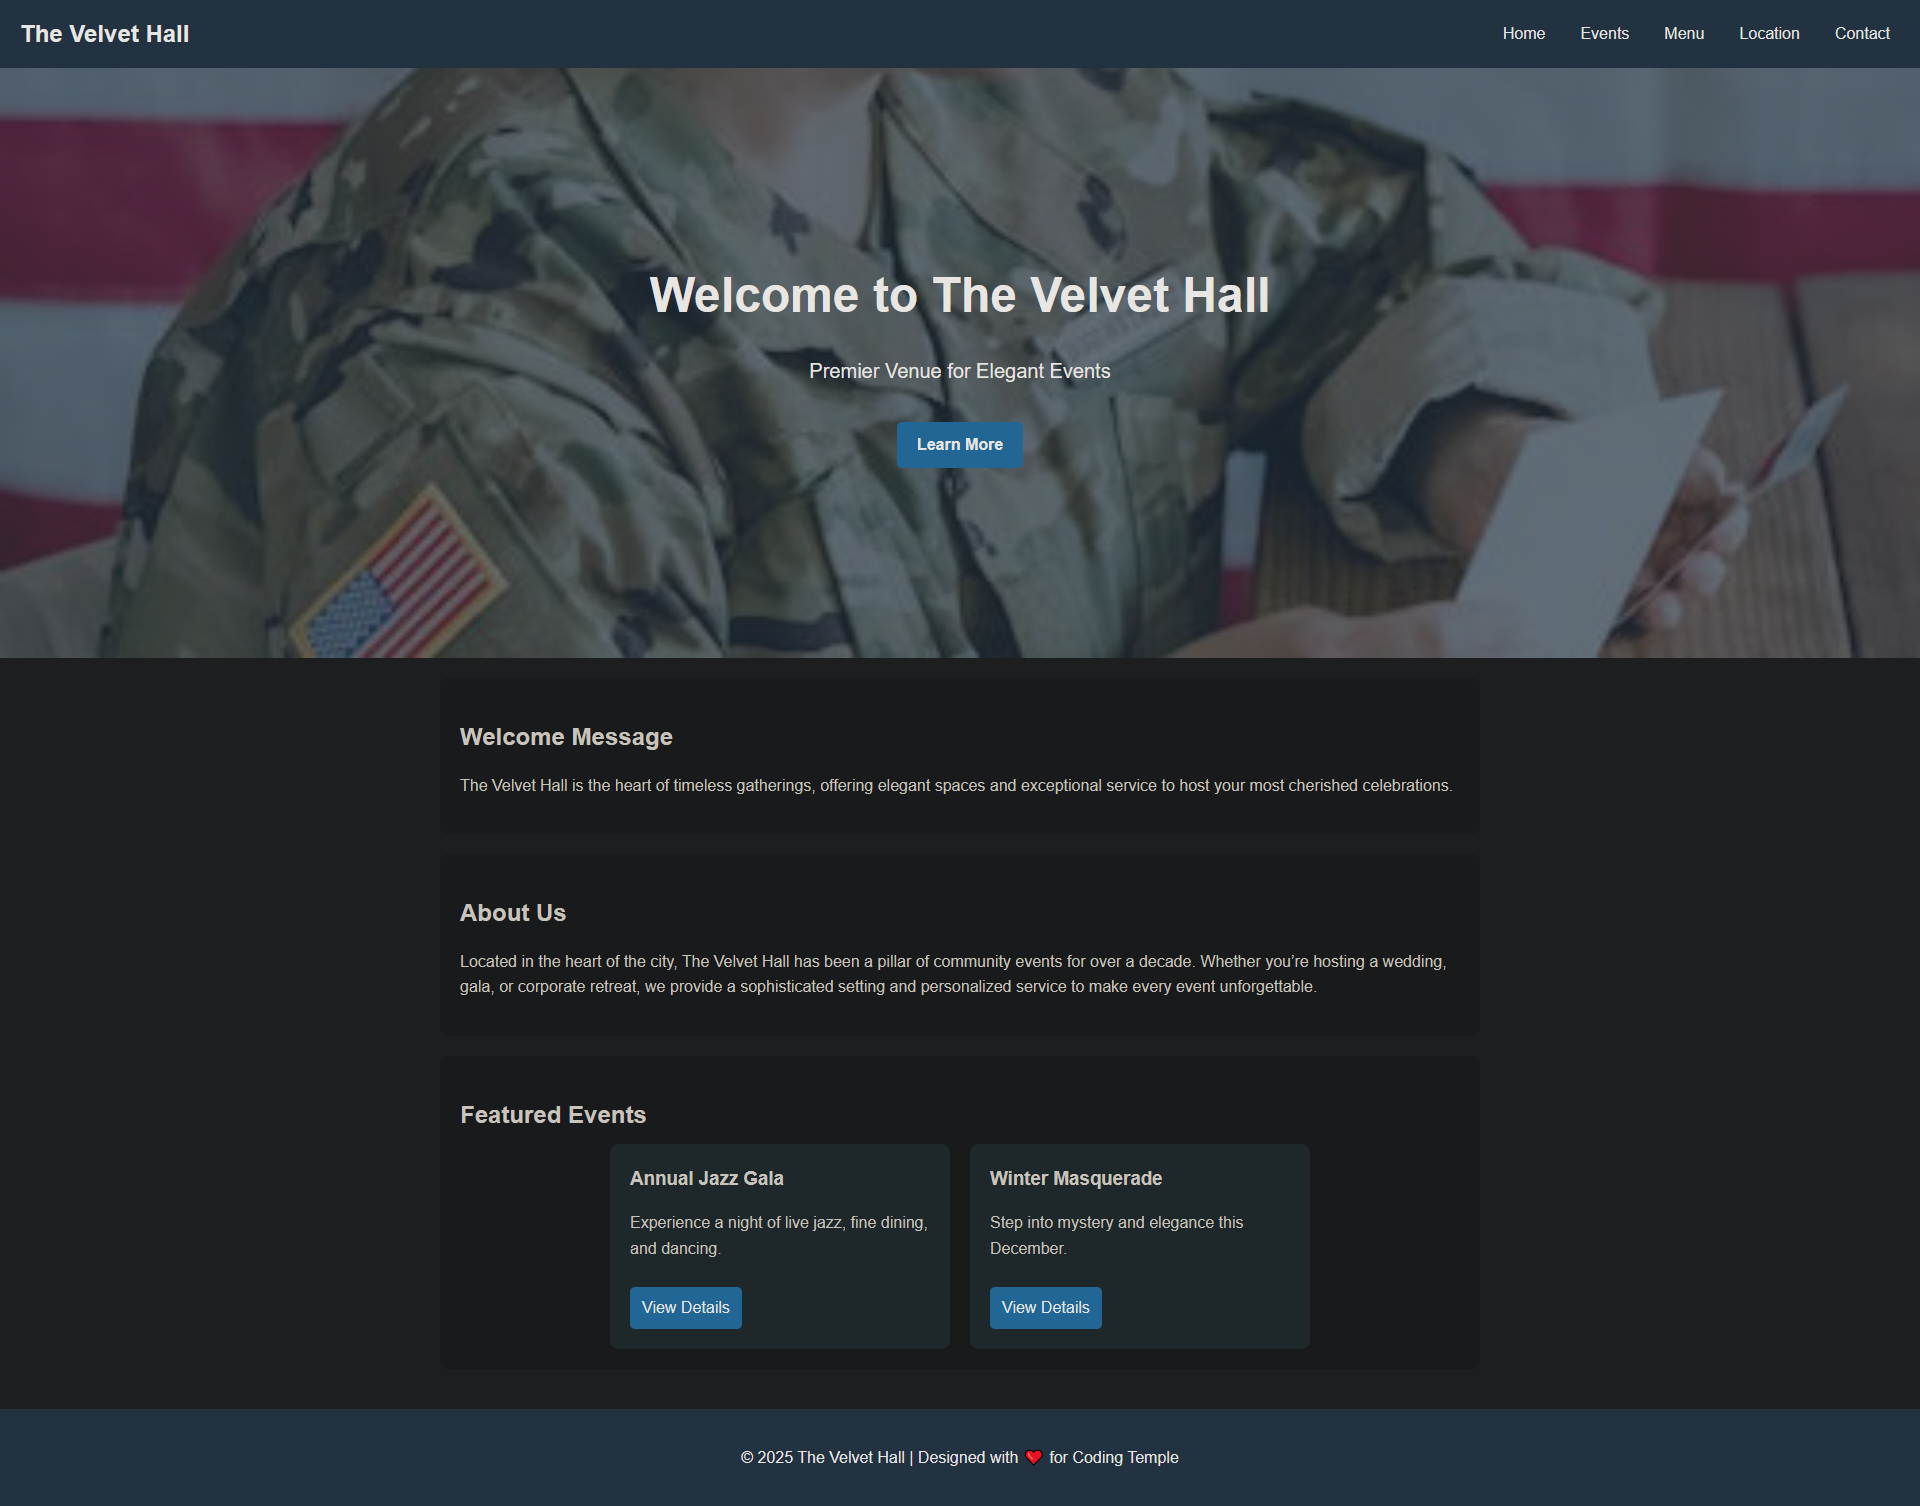 The Velvet Hall
Home Events Menu Location Contact
Welcome to The Velvet Hall
Premier Venue for Elegant Events
Learn More
Welcome Message
The Velvet Hall is the heart of timeless gatherings, offering elegant spaces and exceptional service to host your most cherished celebrations.
About Us
Located in the heart of the city, The Velvet Hall has been a pillar of community events for over a decade. Whether you’re hosting a wedding,
gala, or corporate retreat, we provide a sophisticated setting and personalized service to make every event unforgettable.
Featured Events
Annual Jazz Gala
Experience a night of live jazz, fine dining,
and dancing.
View Details
Winter Masquerade
Step into mystery and elegance this
December.
View Details
© 2025 The Velvet Hall | Designed with ❤️ for Coding Temple